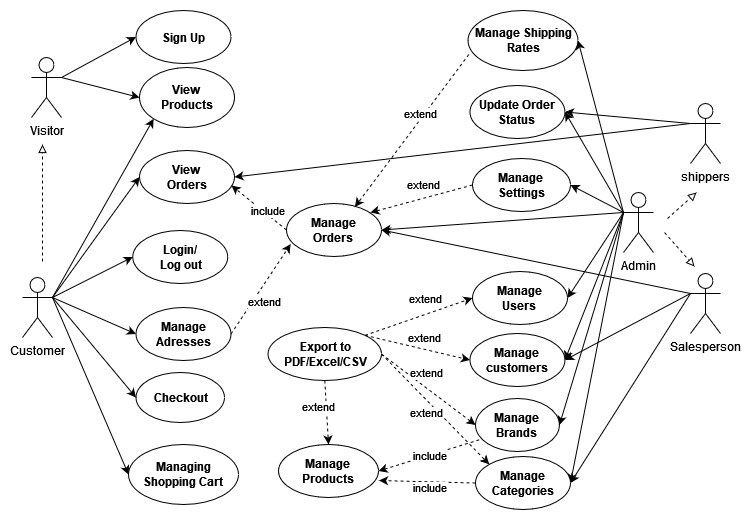 Sign Up
Manage Shipping
Rates
View
Products
Visitor
Update Order
Status
extend
shippers
View
Orders
Manage
Settings
extend
include
Manage
Orders
Login/
Log out
Admin
Customer
extend
Manage
Users
extend
Manage
Adresses
Export to
PDF/Excel/CSV
extend
Manage
customers
Salesperson
extend
Checkout
extend
extend
Manage
Brands
include
Managing
Shopping Cart
Manage
Products
include
Manage
Categories